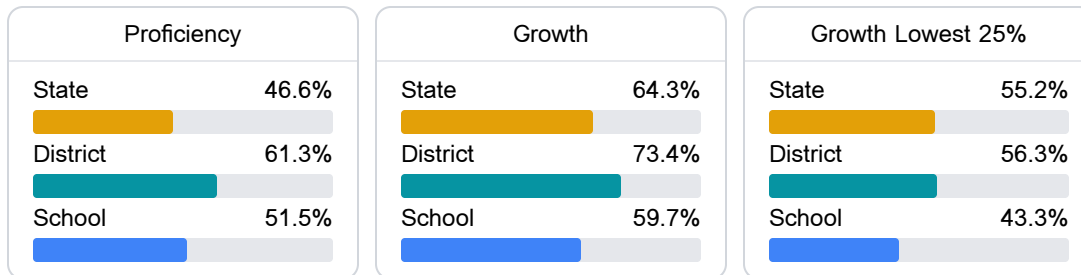 Proficiency
State 46.6%
District 61.3%
School 51.5%
Growth
State 64.3%
District 73.4%
School 59.7%
Growth Lowest 25%
State 55.2%
District 56.3%
School 43.3%